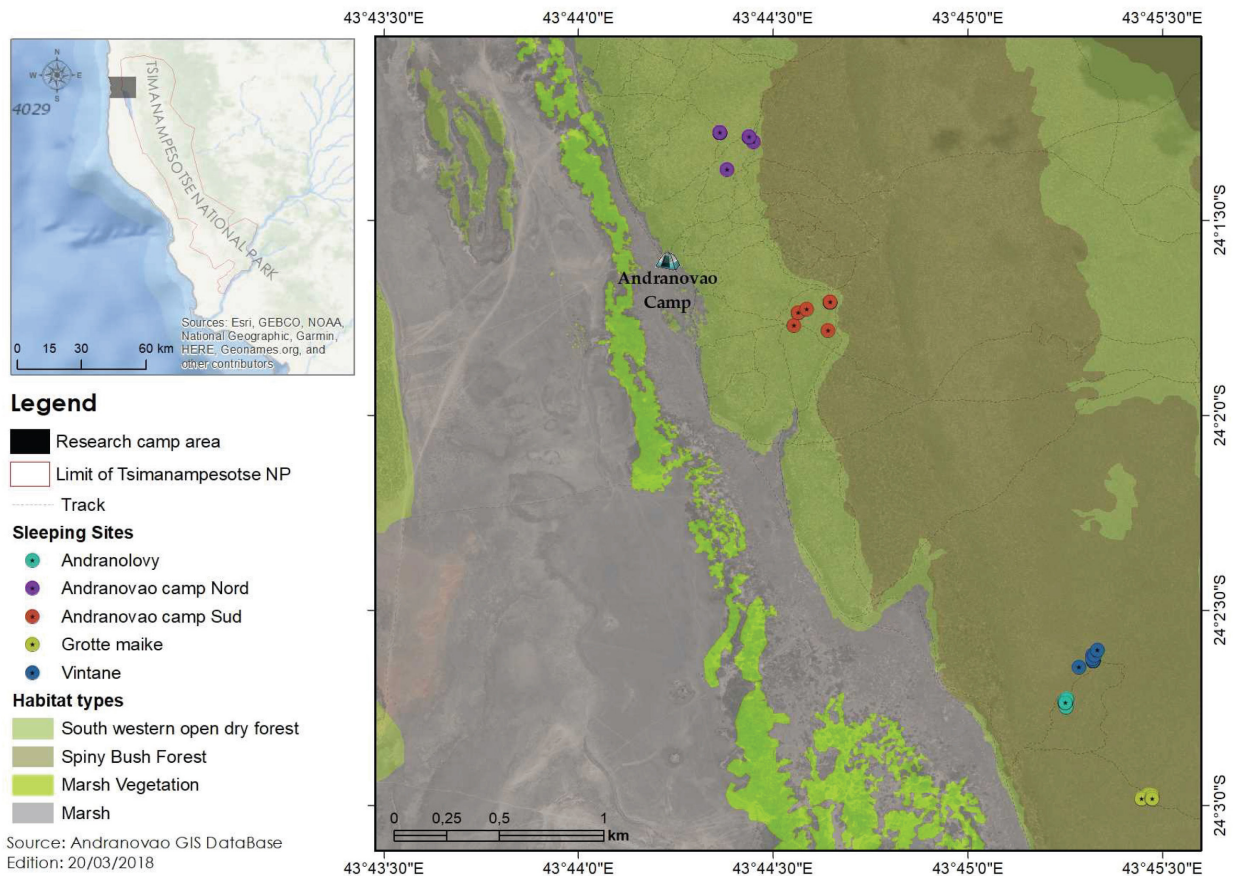 43°43'30"E 43°44'0"E 43°44'30"E 43°45'0"E 43°45'30"E
N
W E
S
4029
TSIMANAMPESOTSE NATIONAL PARK
Sources: Esri, GEBCO, NOAA,
National Geographic, Garmin,
HERE, Geonames.org, and
other contributors
0 15 30 60 km
Legend
Research camp area
Limit of Tsimanampesotse NP
Track
Sleeping Sites
Andranolovy
Andranovao camp Nord
Andranovao camp Sud
Grotte maike
Vintane
Habitat types
South western open dry forest
Spiny Bush Forest
Marsh Vegetation
Marsh
Source: Andranovao GIS DataBase
Edition: 20/03/2018
Andranovao
Camp
24°1'30"S
24°2'0"S
24°2'30"S
24°3'0"S
0 0,25 0,5 1
km
43°43'30"E 43°44'0"E 43°44'30"E 43°45'0"E 43°45'30"E